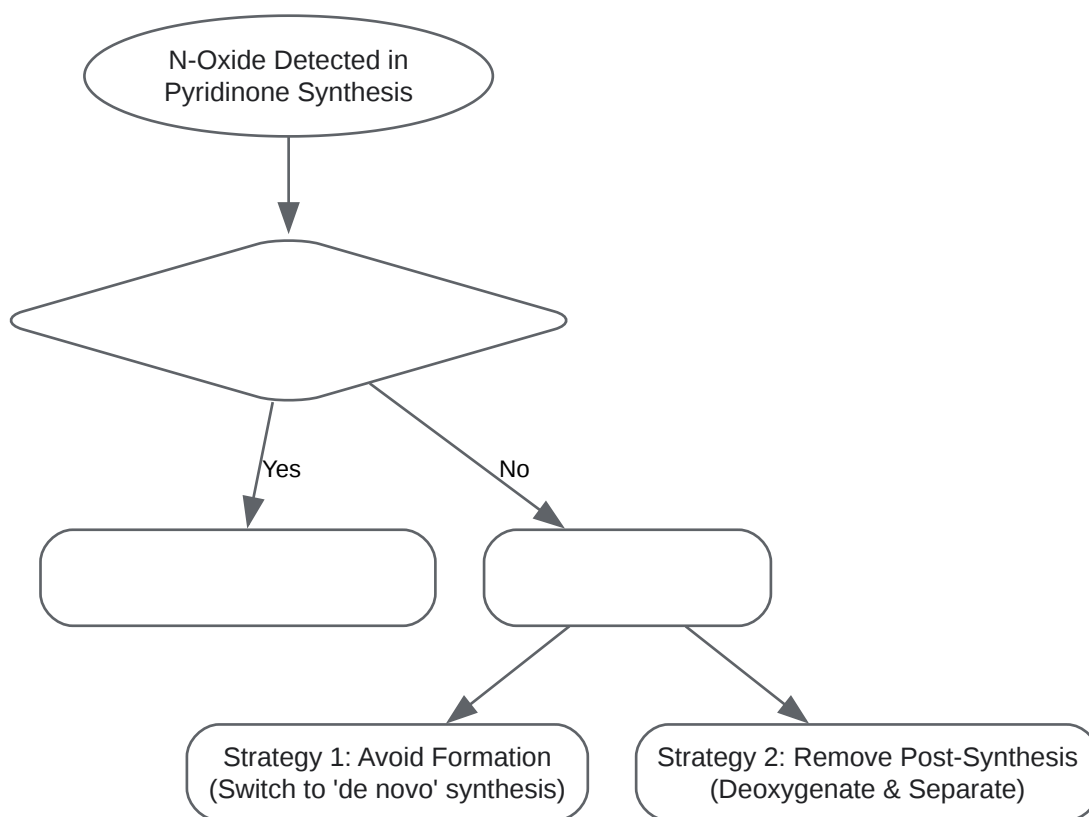 N-Oxide Detected in
Pyridinone Synthesis
Yes
No
Strategy 1: Avoid Formation
(Switch to 'de novo' synthesis)
Strategy 2: Remove Post-Synthesis
(Deoxygenate & Separate)